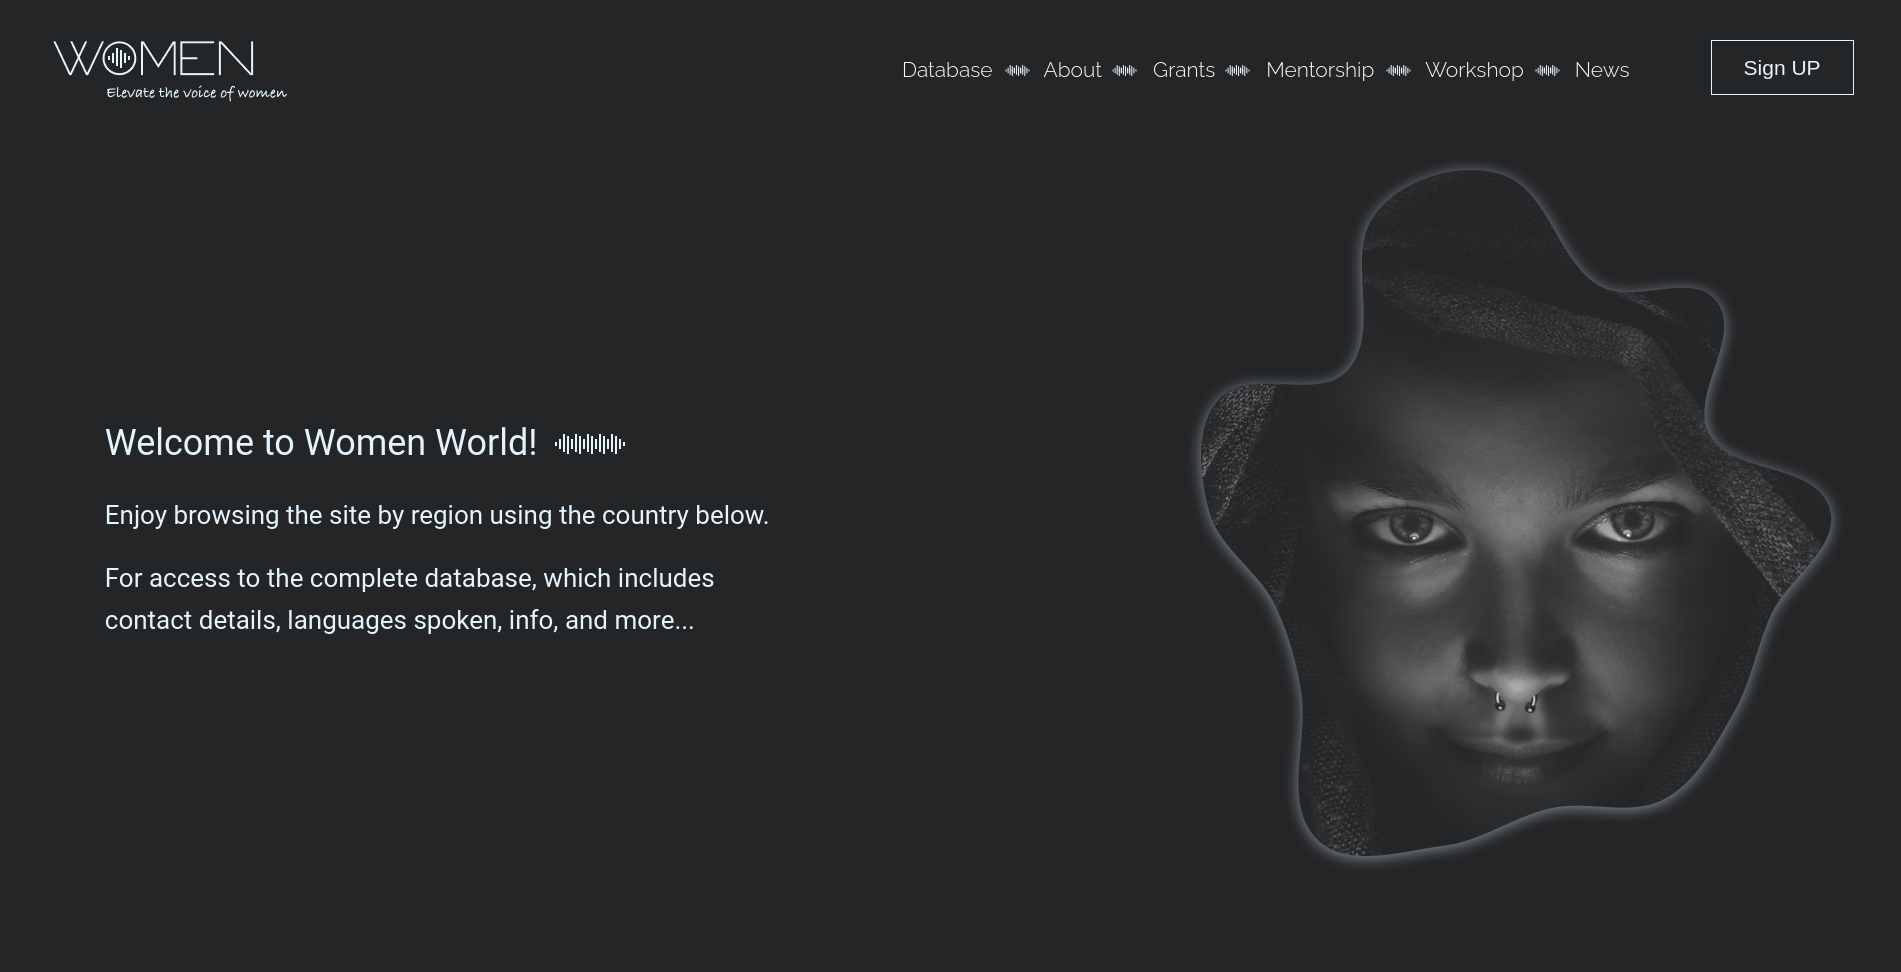 WOMEN
Elevate the voice of women
Database About Grants Mentorship Workshop News
Sign UP
Welcome to Women World!
Enjoy browsing the site by region using the country below.
For access to the complete database, which includes
contact details, languages spoken, info, and more...